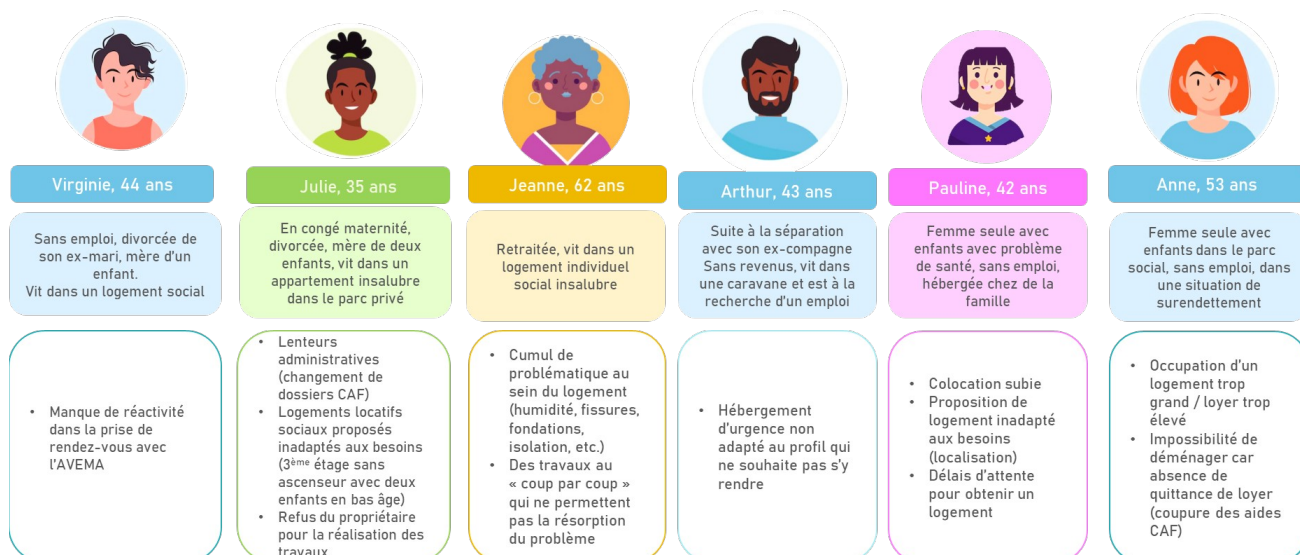 Virginie, 44 ans
Sans emploi, divorcée de
son ex-mari, mère d'un
enfant.
Vit dans un logement social
• Manque de réactivité
dans la prise de
rendez-vous avec
l'AVEMA
Julie, 35 ans
En congé maternité,
divorcée, mère de deux
enfants, vit dans un
appartement insalubre
dans le parc privé
• Lenteurs
administratives
(changement de
dossiers CAF)
• Logements locatifs
sociaux proposés
inadaptés aux besoins
(3ème étage sans
ascenseur avec deux
enfants en bas âge)
• Refus du propriétaire
pour la réalisation des
travaux
Jeanne, 62 ans
Retraitée, vit dans un
logement individuel
social insalubre
• Cumul de
problématique au
sein du logement
(humidité, fissures,
fondations,
isolation, etc.)
• Des travaux au
« coup par coup »
qui ne permettent
pas la résorption
du problème
Arthur, 43 ans
Suite à la séparation
avec son ex-compagne
Sans revenus, vit dans
une caravane et est à la
recherche d'un emploi
• Hébergement
d'urgence non
adapté au profil qui
ne souhaite pas s'y
rendre
Pauline, 42 ans
Femme seule avec
enfants avec problème
de santé, sans emploi,
hébergée chez de la
famille
• Colocation subie
• Proposition de
logement inadapté
aux besoins
(localisation)
• Délais d'attente
pour obtenir un
logement
Anne, 53 ans
Femme seule avec
enfants dans le parc
social, sans emploi, dans
une situation de
surendettement
• Occupation d'un
logement trop
grand / loyer trop
élevé
• Impossibilité de
déménager car
absence de
quittance de loyer
(coupure des aides
CAF)